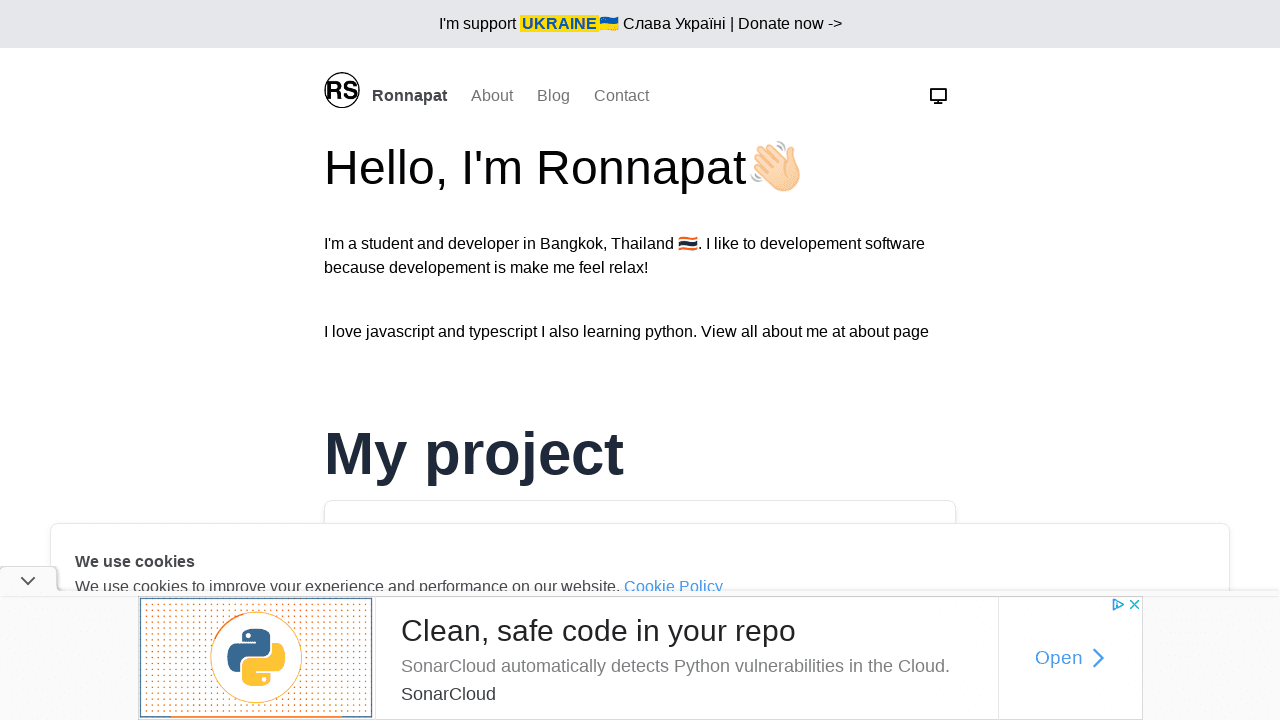 I'm support UKRAINE🇺🇦 Слава Україні | Donate now ->
RS Ronnapat About Blog Contact
Hello, I'm Ronnapat👋🏻
I'm a student and developer in Bangkok, Thailand 🇹🇭. I like to developement software
because developement is make me feel relax!
I love javascript and typescript I also learning python. View all about me at about page
My project
We use cookies
We use cookies to improve your experience and performance on our website. Cookie Policy
Clean, safe code in your repo
SonarCloud automatically detects Python vulnerabilities in the Cloud.
SonarCloud
Open